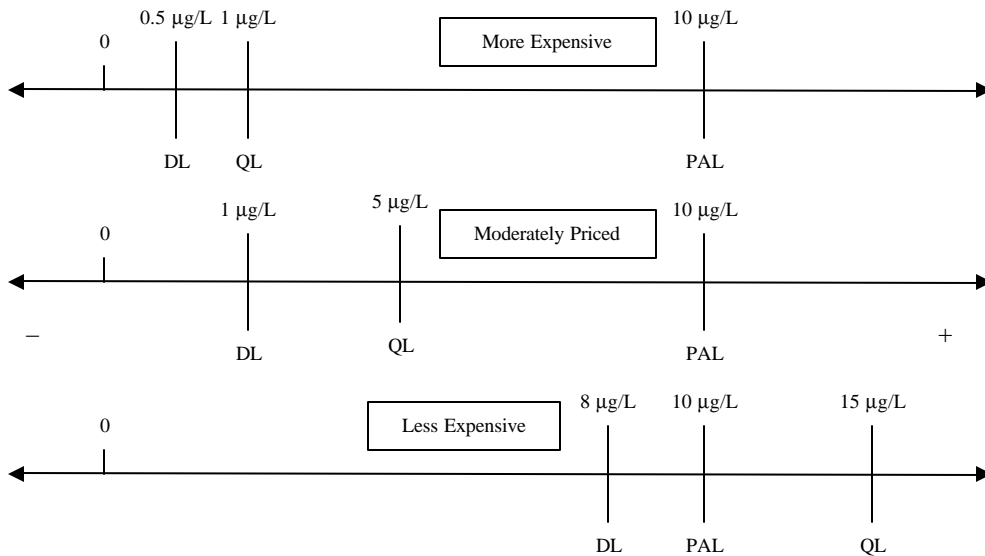 0.5 µg/L 1 µg/L 10 µg/L
0 More Expensive
DL QL PAL
1 µg/L 5 µg/L 10 µg/L
0 Moderately Priced
– +
DL QL PAL
8 µg/L 10 µg/L 15 µg/L
0 Less Expensive
DL PAL QL